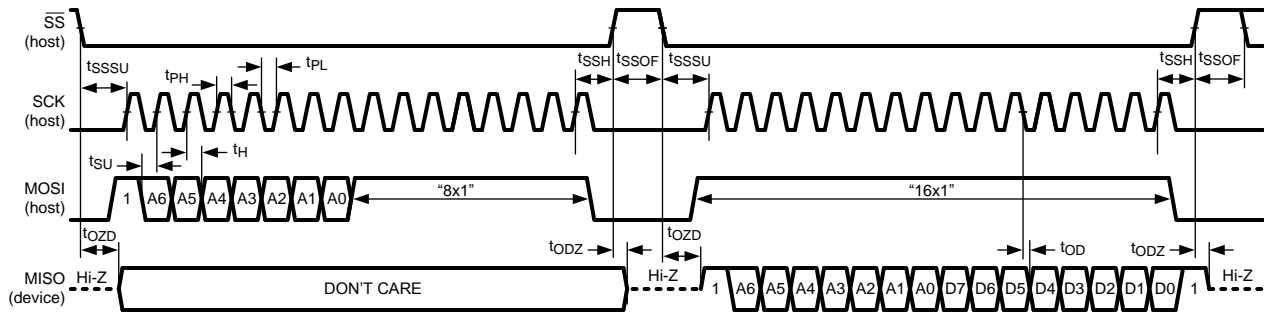 SS
(host)
tSSSU
tPH
tPL
tSSH
tSSOF
tSSSU
tSSH
tSSOF
SCK
(host)
tSU
tH
MOSI
(host)
1 A6 A5 A4 A3 A2 A1 A0 “8x1” “16x1”
tOZD
tODZ
tOZD
tOD
tODZ
MISO
(device)
Hi-Z DON'T CARE Hi-Z 1 A6 A5 A4 A3 A2 A1 A0 D7 D6 D5 D4 D3 D2 D1 D0 1 Hi-Z